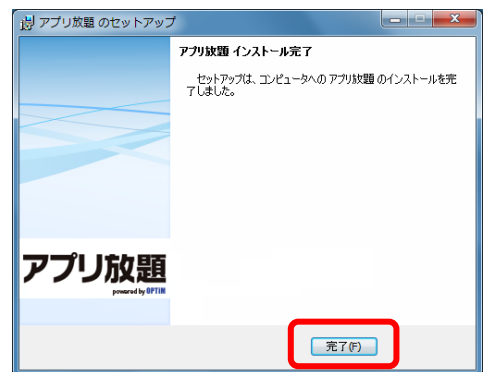 アプリ放題 のセットアップ
アプリ放題 インストール完了
セットアップは、コンピュータへの アプリ放題 のインストールを完
了しました。
アプリ放題
powered by OPTiM
完了(F)